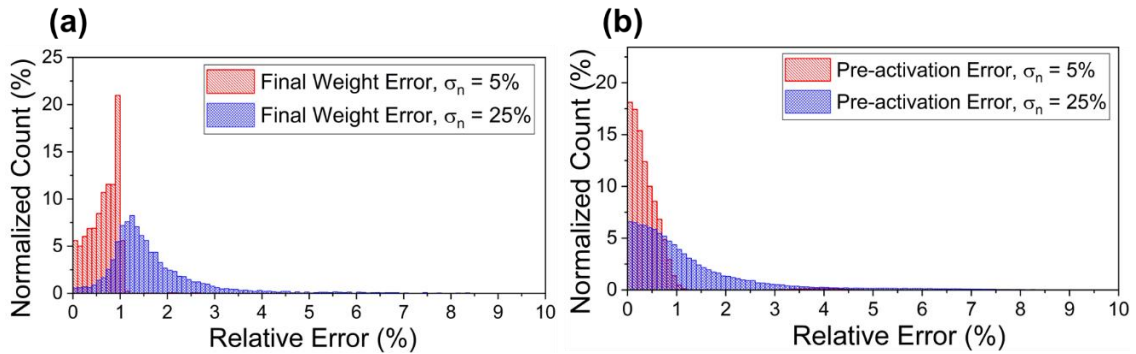 (a)
Normalized Count (%)
25
20
15
10
5
0
Final Weight Error, σn = 5%
Final Weight Error, σn = 25%
0 1 2 3 4 5 6 7 8 9 10
Relative Error (%)
(b)
Normalized Count (%)
20
15
10
5
0
Pre-activation Error, σn = 5%
Pre-activation Error, σn = 25%
0 1 2 3 4 5 6 7 8 9 10
Relative Error (%)